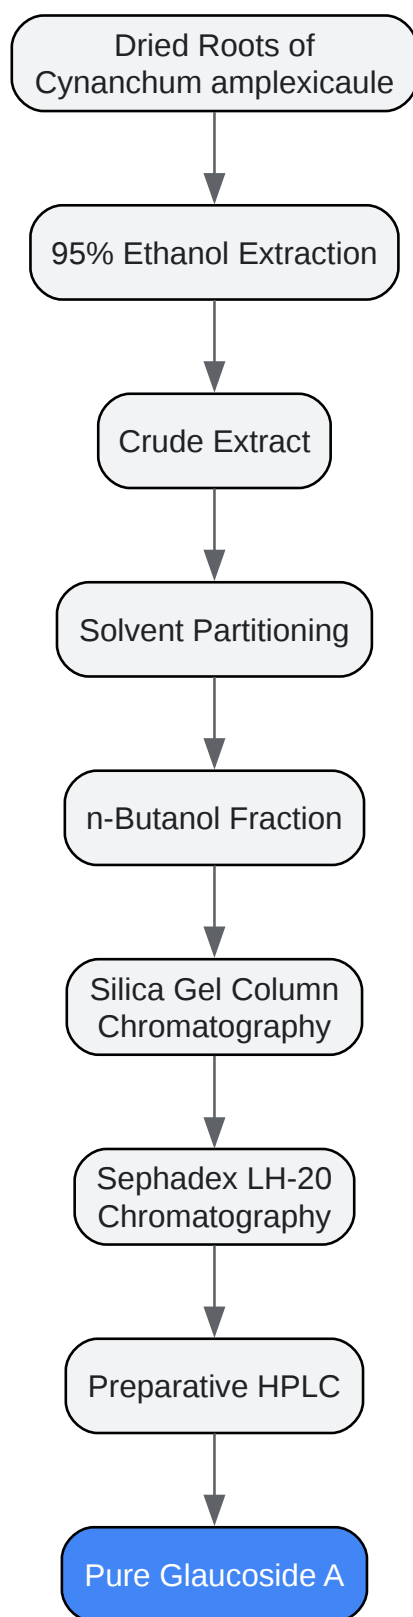 Dried Roots of
Cynanchum amplexicaule
95% Ethanol Extraction
Crude Extract
Solvent Partitioning
n-Butanol Fraction
Silica Gel Column
Chromatography
Sephadex LH-20
Chromatography
Preparative HPLC
Pure Glaucoside A